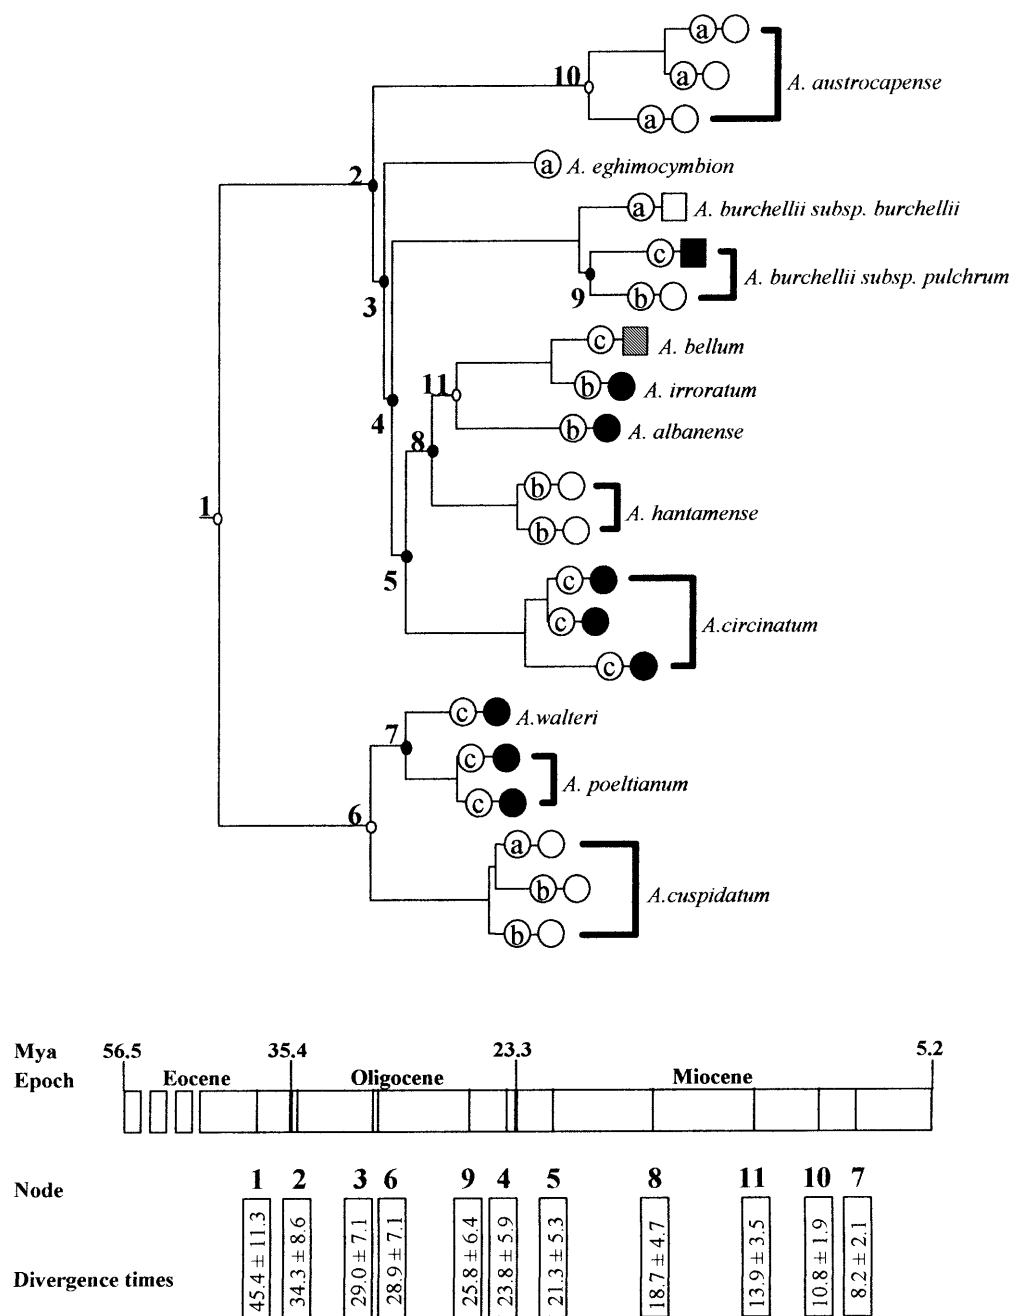 10
a
A. austrocapense
a
a
2
a
A. eghimocymbion
a
A. burchellii subsp. burchellii
c
A. burchellii subsp. pulchrum
3
9
b
c
A. bellum
11
b
A. irroratum
4
b
A. albanense
8
b
A. hantamense
1
b
5
c
c
A.circinatum
c
c
A.walteri
7
c
A. poeltianum
c
6
a
b
A.cuspidatum
b
Mya 56.5 35.4 23.3 5.2
Epoch Eocene Oligocene Miocene
Node 1 2 3 6 9 4 5 8 11 10 7
Divergence times 45.4 ± 11.3 34.3 ± 8.6 29.0 ± 7.1 28.9 ± 7.1 25.8 ± 6.4 23.8 ± 5.9 21.3 ± 5.3 18.7 ± 4.7 13.9 ± 3.5 10.8 ± 1.9 8.2 ± 2.1